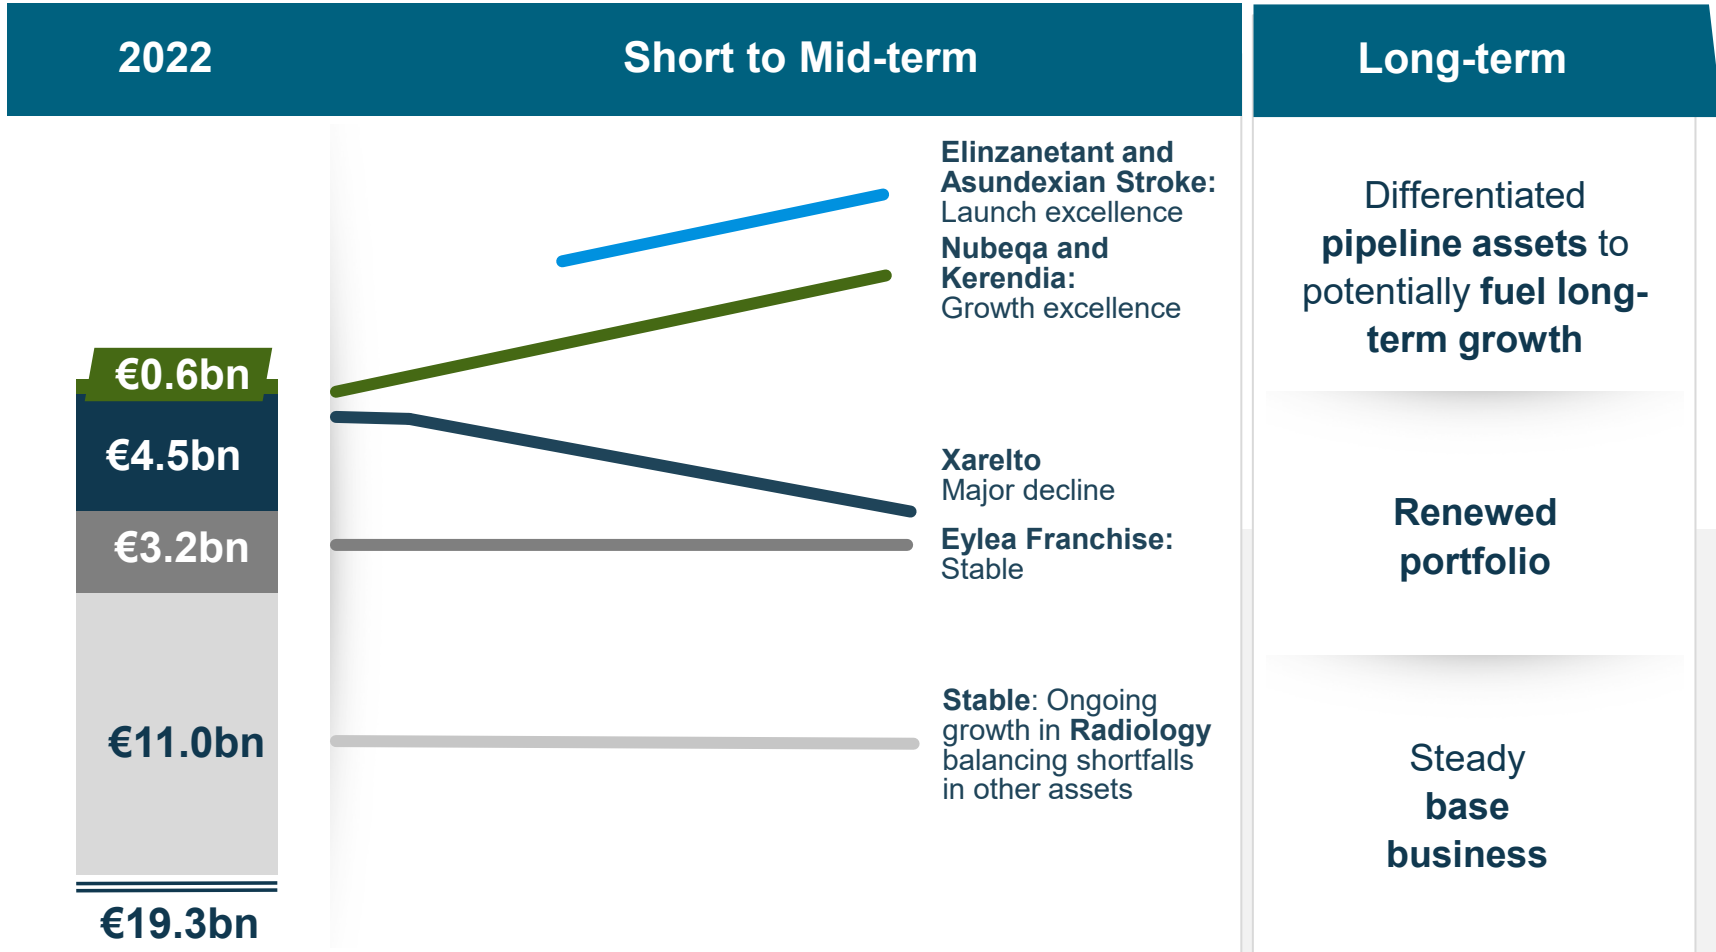 2022
Short to Mid-term
Long-term
€0.6bn
€4.5bn
€3.2bn
€11.0bn
€19.3bn
Elinzanetant and
Asundexian Stroke:
Launch excellence
Nubeqa and
Kerendia:
Growth excellence
Xarelto
Major decline
Eylea Franchise:
Stable
Stable: Ongoing
growth in Radiology
balancing shortfalls
in other assets
Differentiated
pipeline assets to
potentially fuel long-
term growth
Renewed
portfolio
Steady
base
business